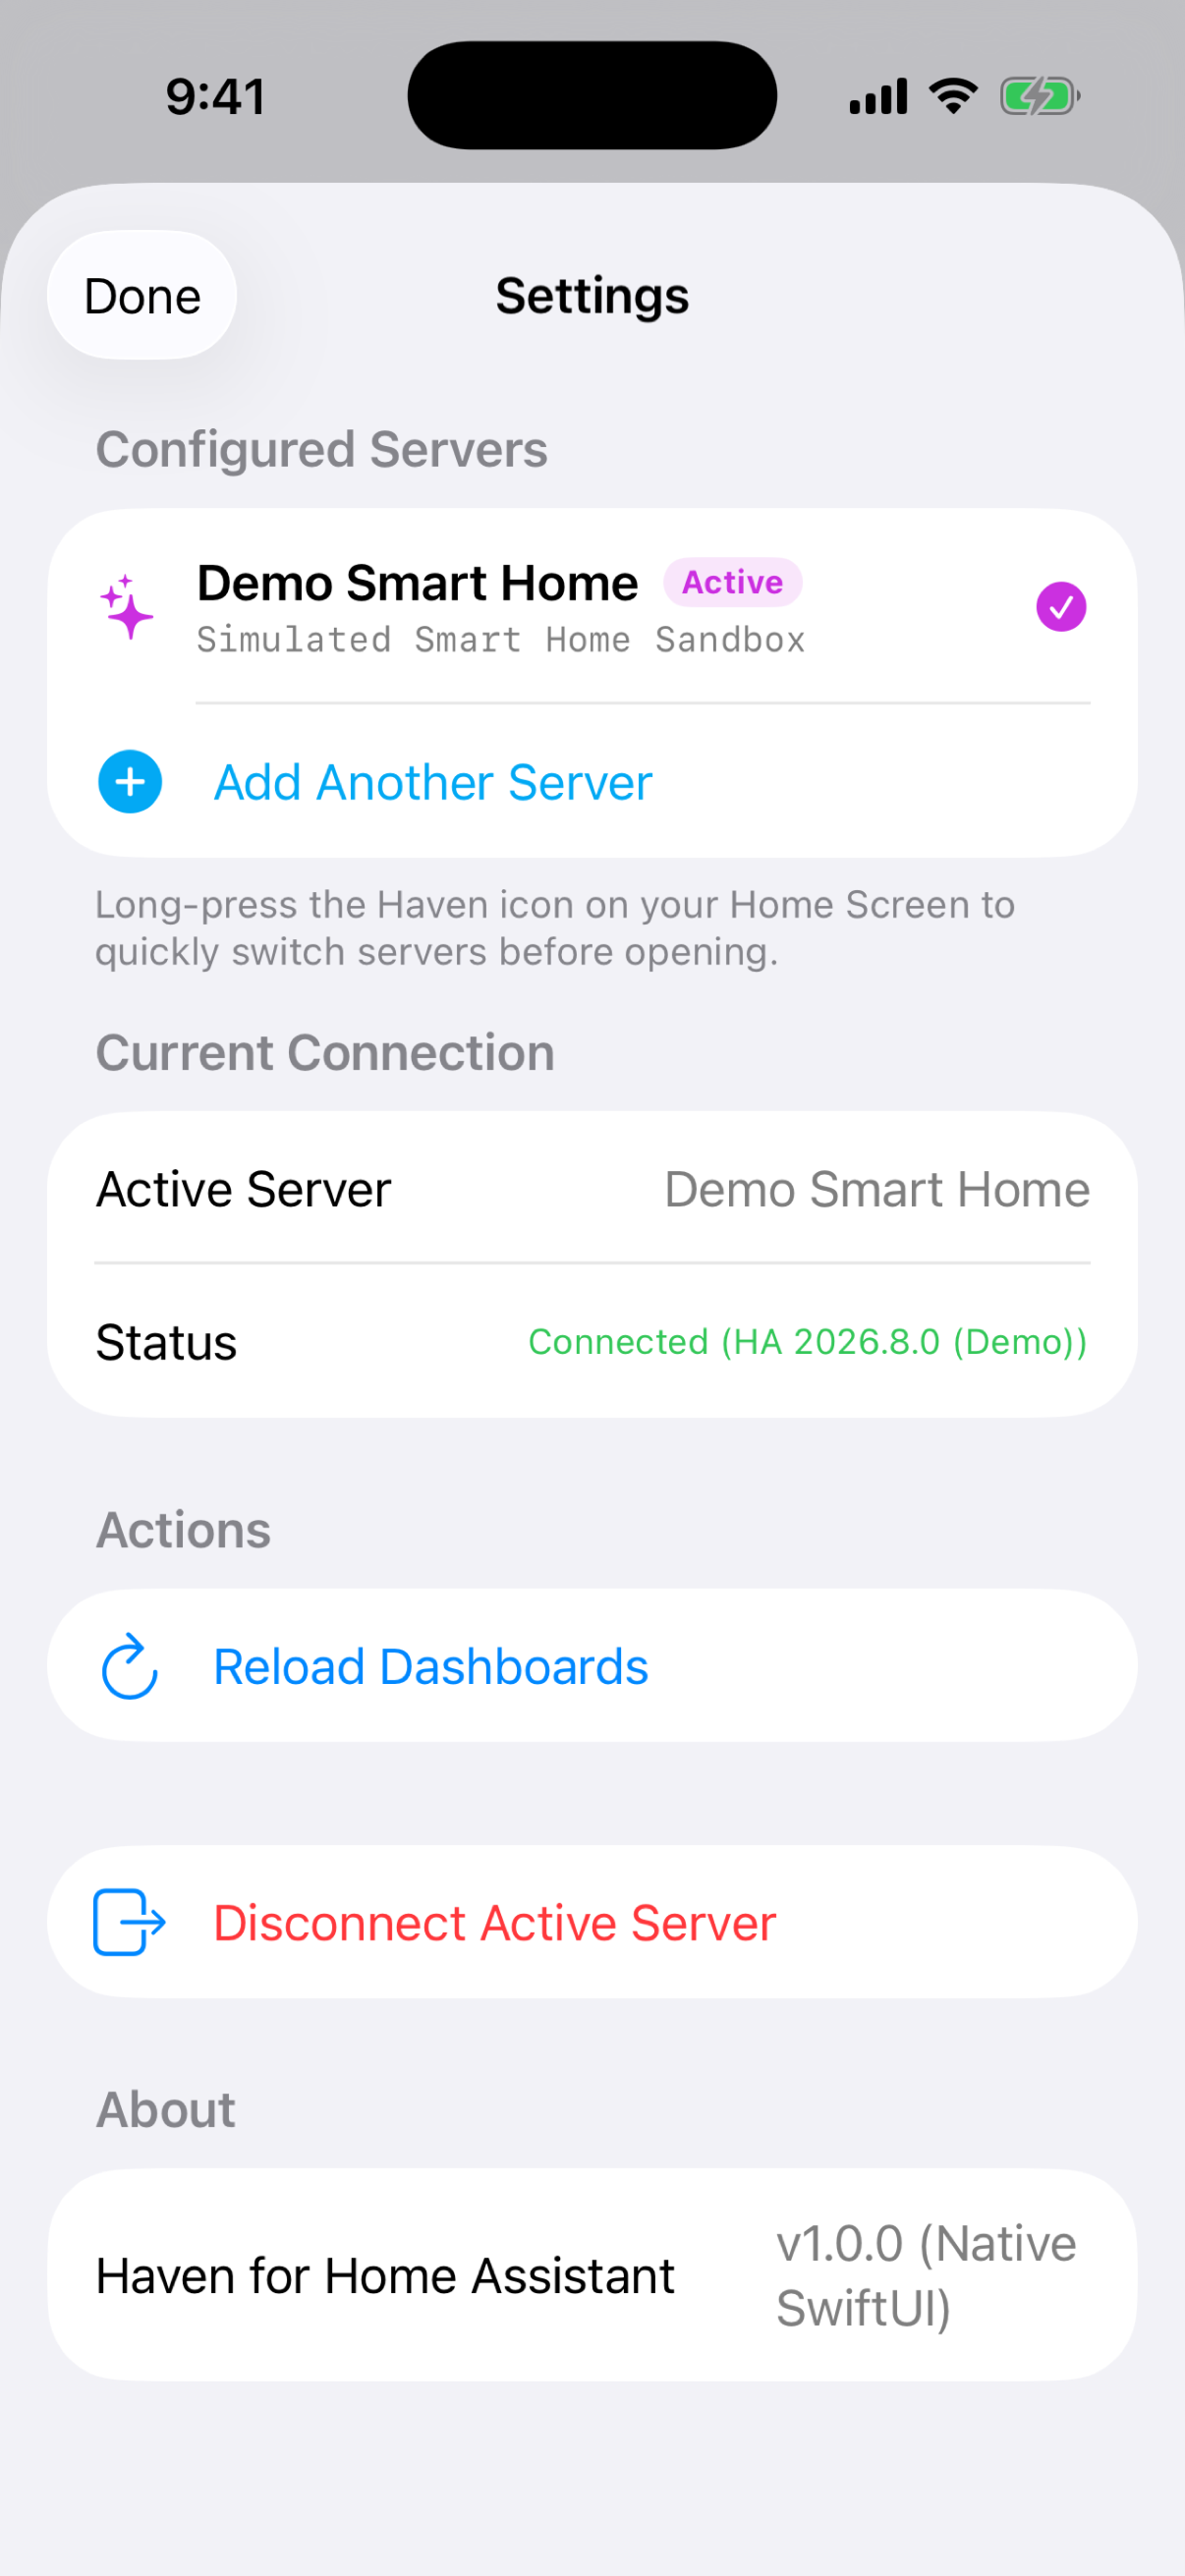 9:41
Done
Settings
Configured Servers
Demo Smart Home
Active
Simulated Smart Home Sandbox
Add Another Server
Long-press the Haven icon on your Home Screen to
quickly switch servers before opening.
Current Connection
Active Server
Demo Smart Home
Status
Connected (HA 2026.8.0 (Demo))
Actions
Reload Dashboards
Disconnect Active Server
About
Haven for Home Assistant
v1.0.0 (Native
SwiftUI)